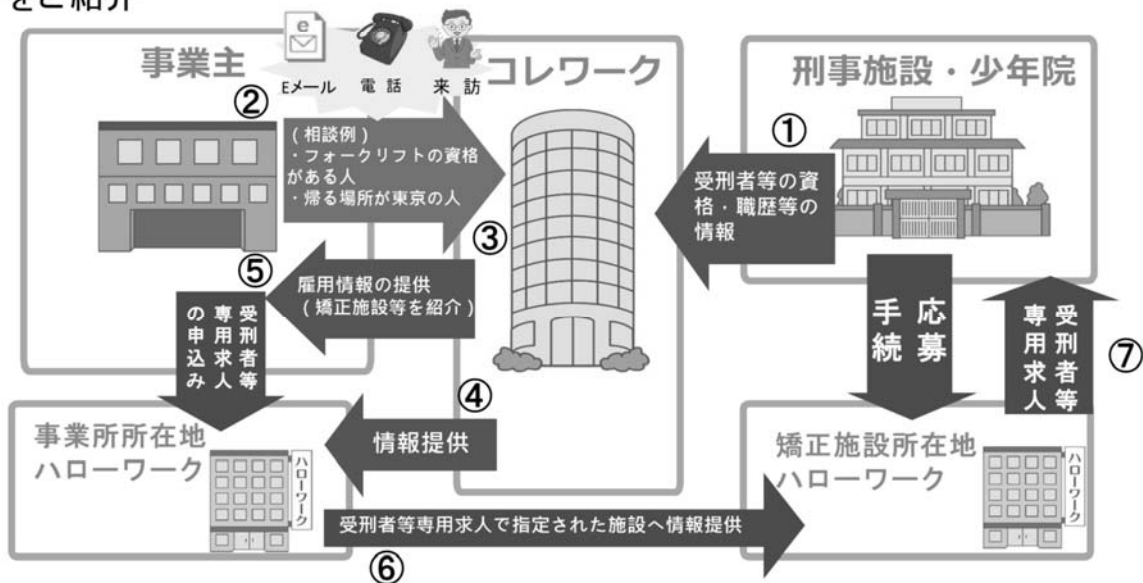 をご紹介
事業主
②
Eメール
電話
来訪
(相談例)
・フォークリフトの資格
がある人
・帰る場所が東京の人
コレワーク
③
刑事施設・少年院
①
受刑者等の資
格・職歴等の
情報
雇用情報の提供
(矯正施設等を紹介)
⑤
受刑者等
専用求人
の申込み
④
情報提供
事業所所在地
ハローワーク
ハローワーク
⑥
受刑者等専用求人で指定された施設へ情報提供
応募
手続
受刑者等
専用求人
⑦
矯正施設所在地
ハローワーク
ハローワーク